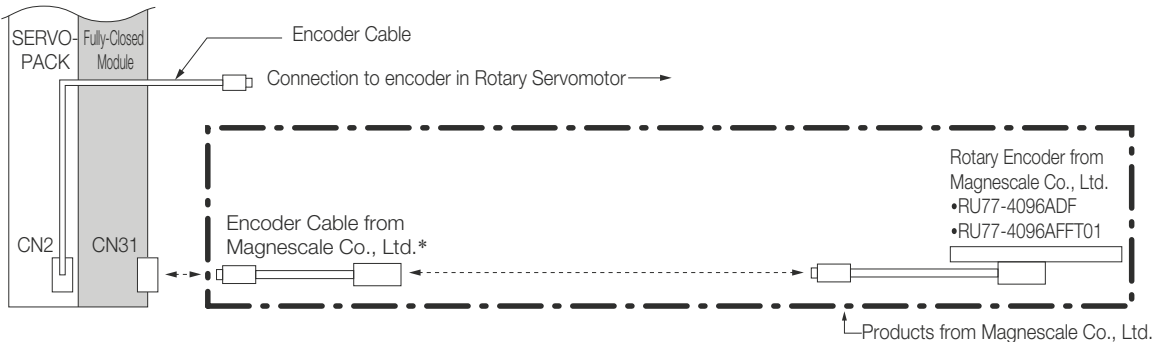 SERVO-
PACK
Fully-Closed
Module
Encoder Cable
Connection to encoder in Rotary Servomotor
Rotary Encoder from
Magnescale Co., Ltd.
•RU77-4096ADF
•RU77-4096AFFT01
Encoder Cable from
Magnescale Co., Ltd.*
CN2
CN31
Products from Magnescale Co., Ltd.